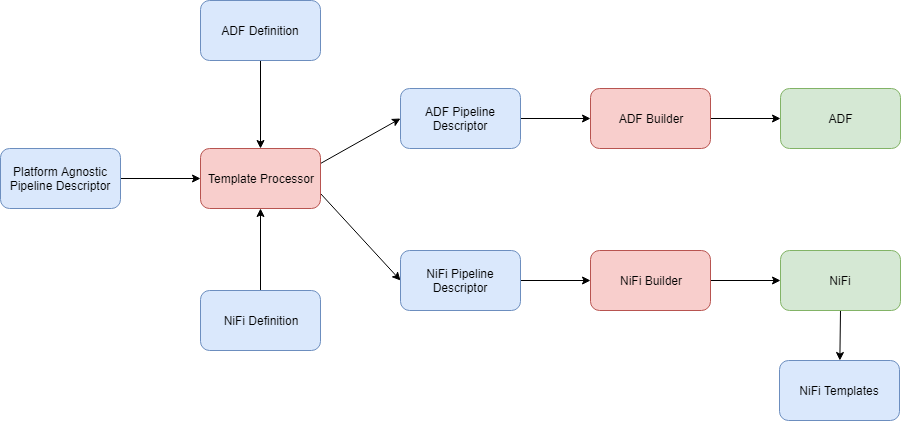 ADF Definition
ADF Pipeline
Descriptor
ADF Builder
ADF
Platform Agnostic
Pipeline Descriptor
Template Processor
NiFi Pipeline
Descriptor
NiFi Builder
NiFi
NiFi Definition
NiFi Templates